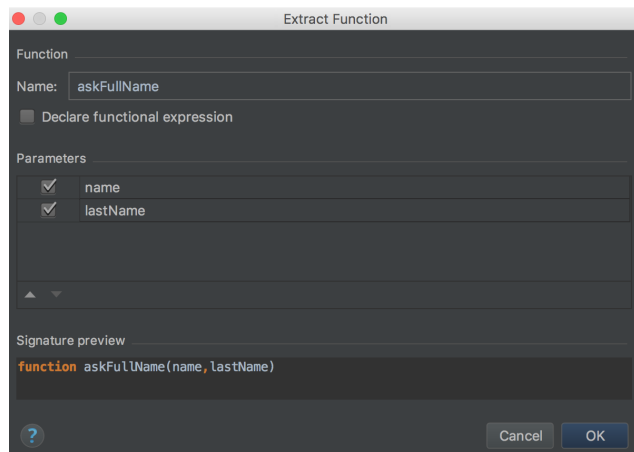 Extract Function
Function
Name: askFullName
Declare functional expression
Parameters
name
lastName
Signature preview
function askFullName(name,lastName)
? Cancel OK